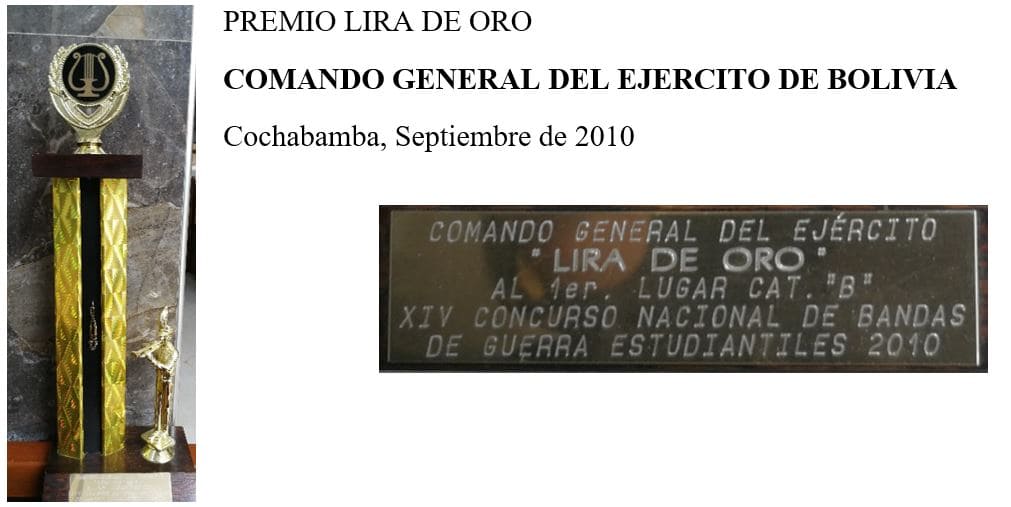 PREMIO LIRA DE ORO
COMANDO GENERAL DEL EJERCITO DE BOLIVIA
Cochabamba, Septiembre de 2010
COMANDO GENERAL DEL EJÉRCITO
"LIRA DE ORO"
AL 1er. LUGAR CAT. "B"
XIV CONCURSO NACIONAL DE BANDAS
DE GUERRA ESTUDIANTILES 2010